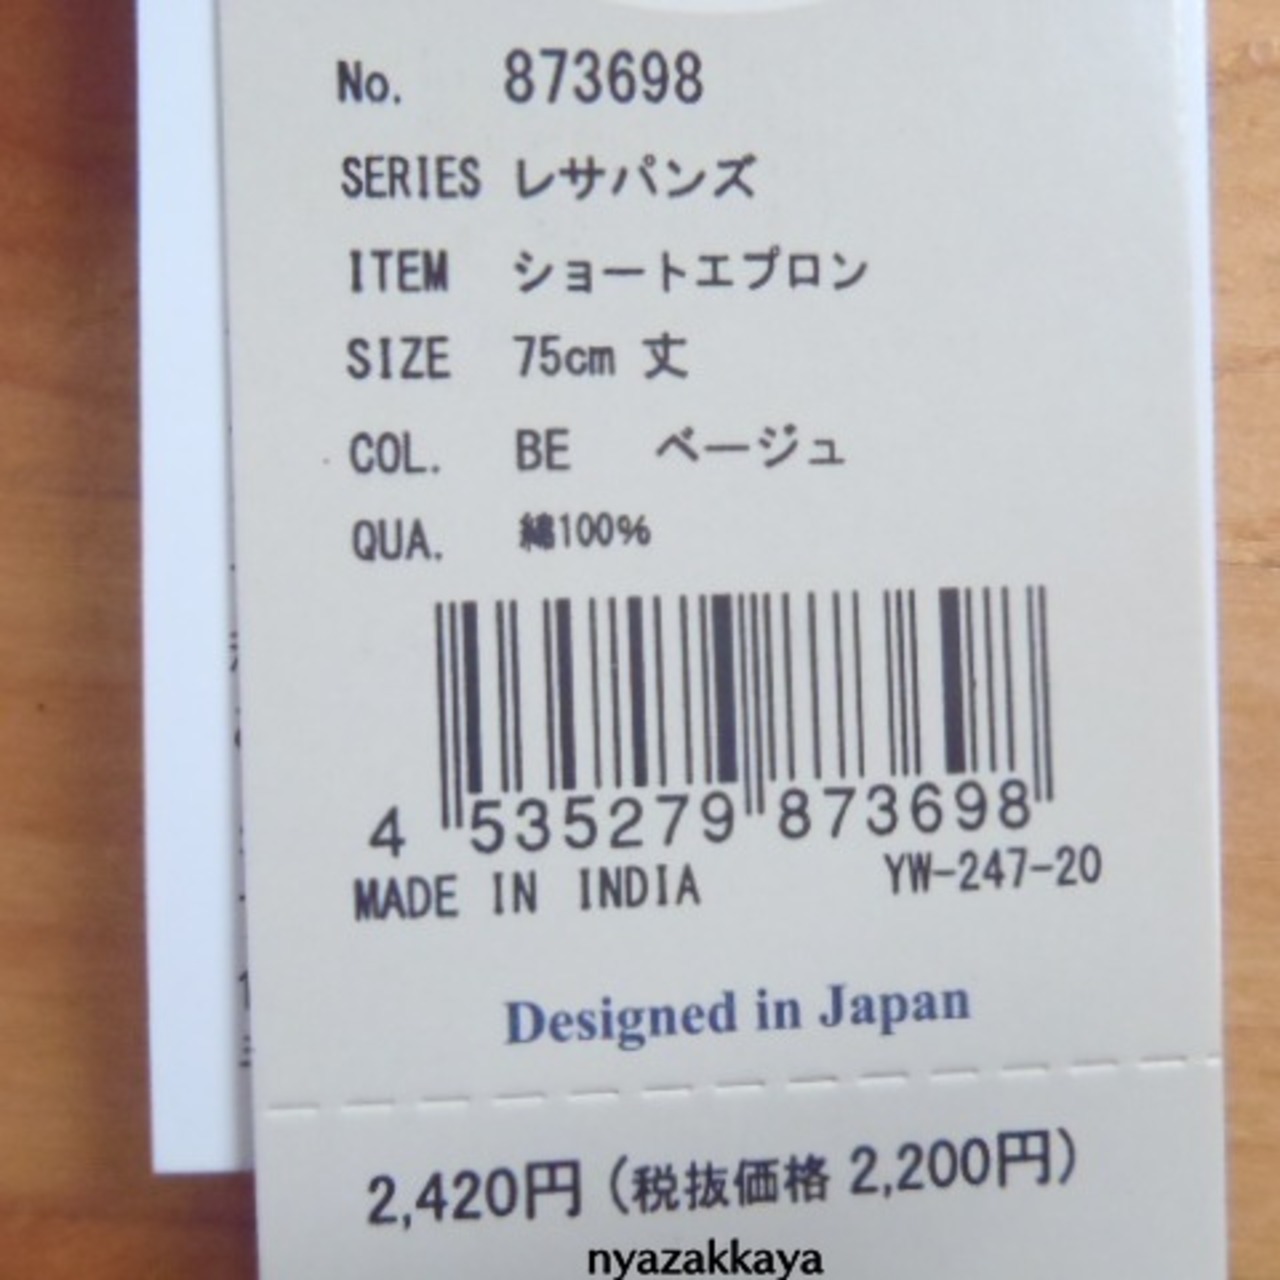 No. 873698
SERIES レサパンズ
ITEM ショートエプロン
SIZE 75cm 丈
COL. BE ベージュ
QUA. 綿100%
4 535279 873698
MADE IN INDIA YW-247-20
Designed in Japan
2,420円 (税抜価格 2,200円)
nyazakkaya